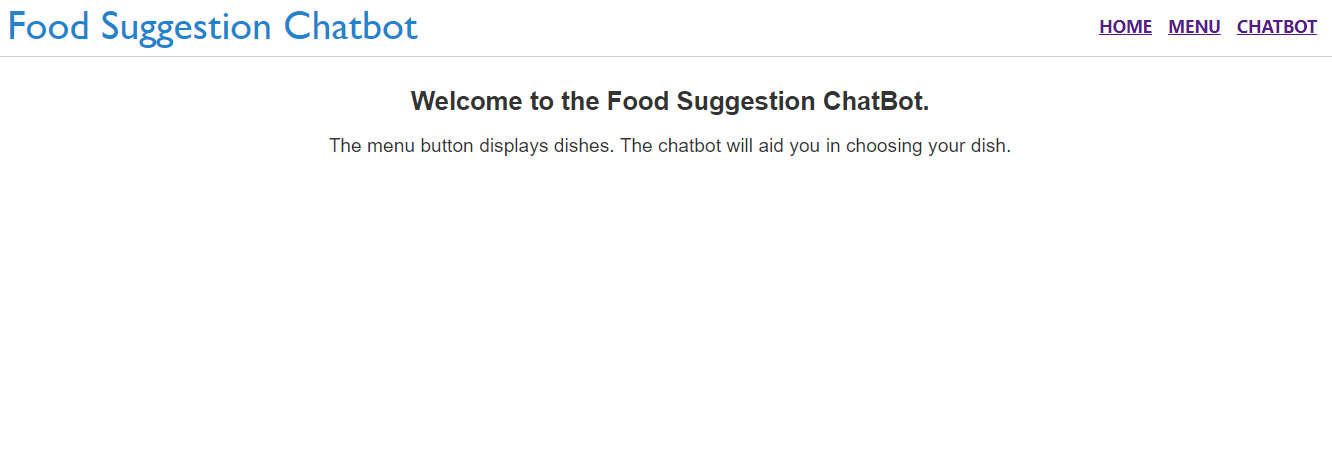 Food Suggestion Chatbot
HOME MENU CHATBOT
Welcome to the Food Suggestion ChatBot.
The menu button displays dishes. The chatbot will aid you in choosing your dish.